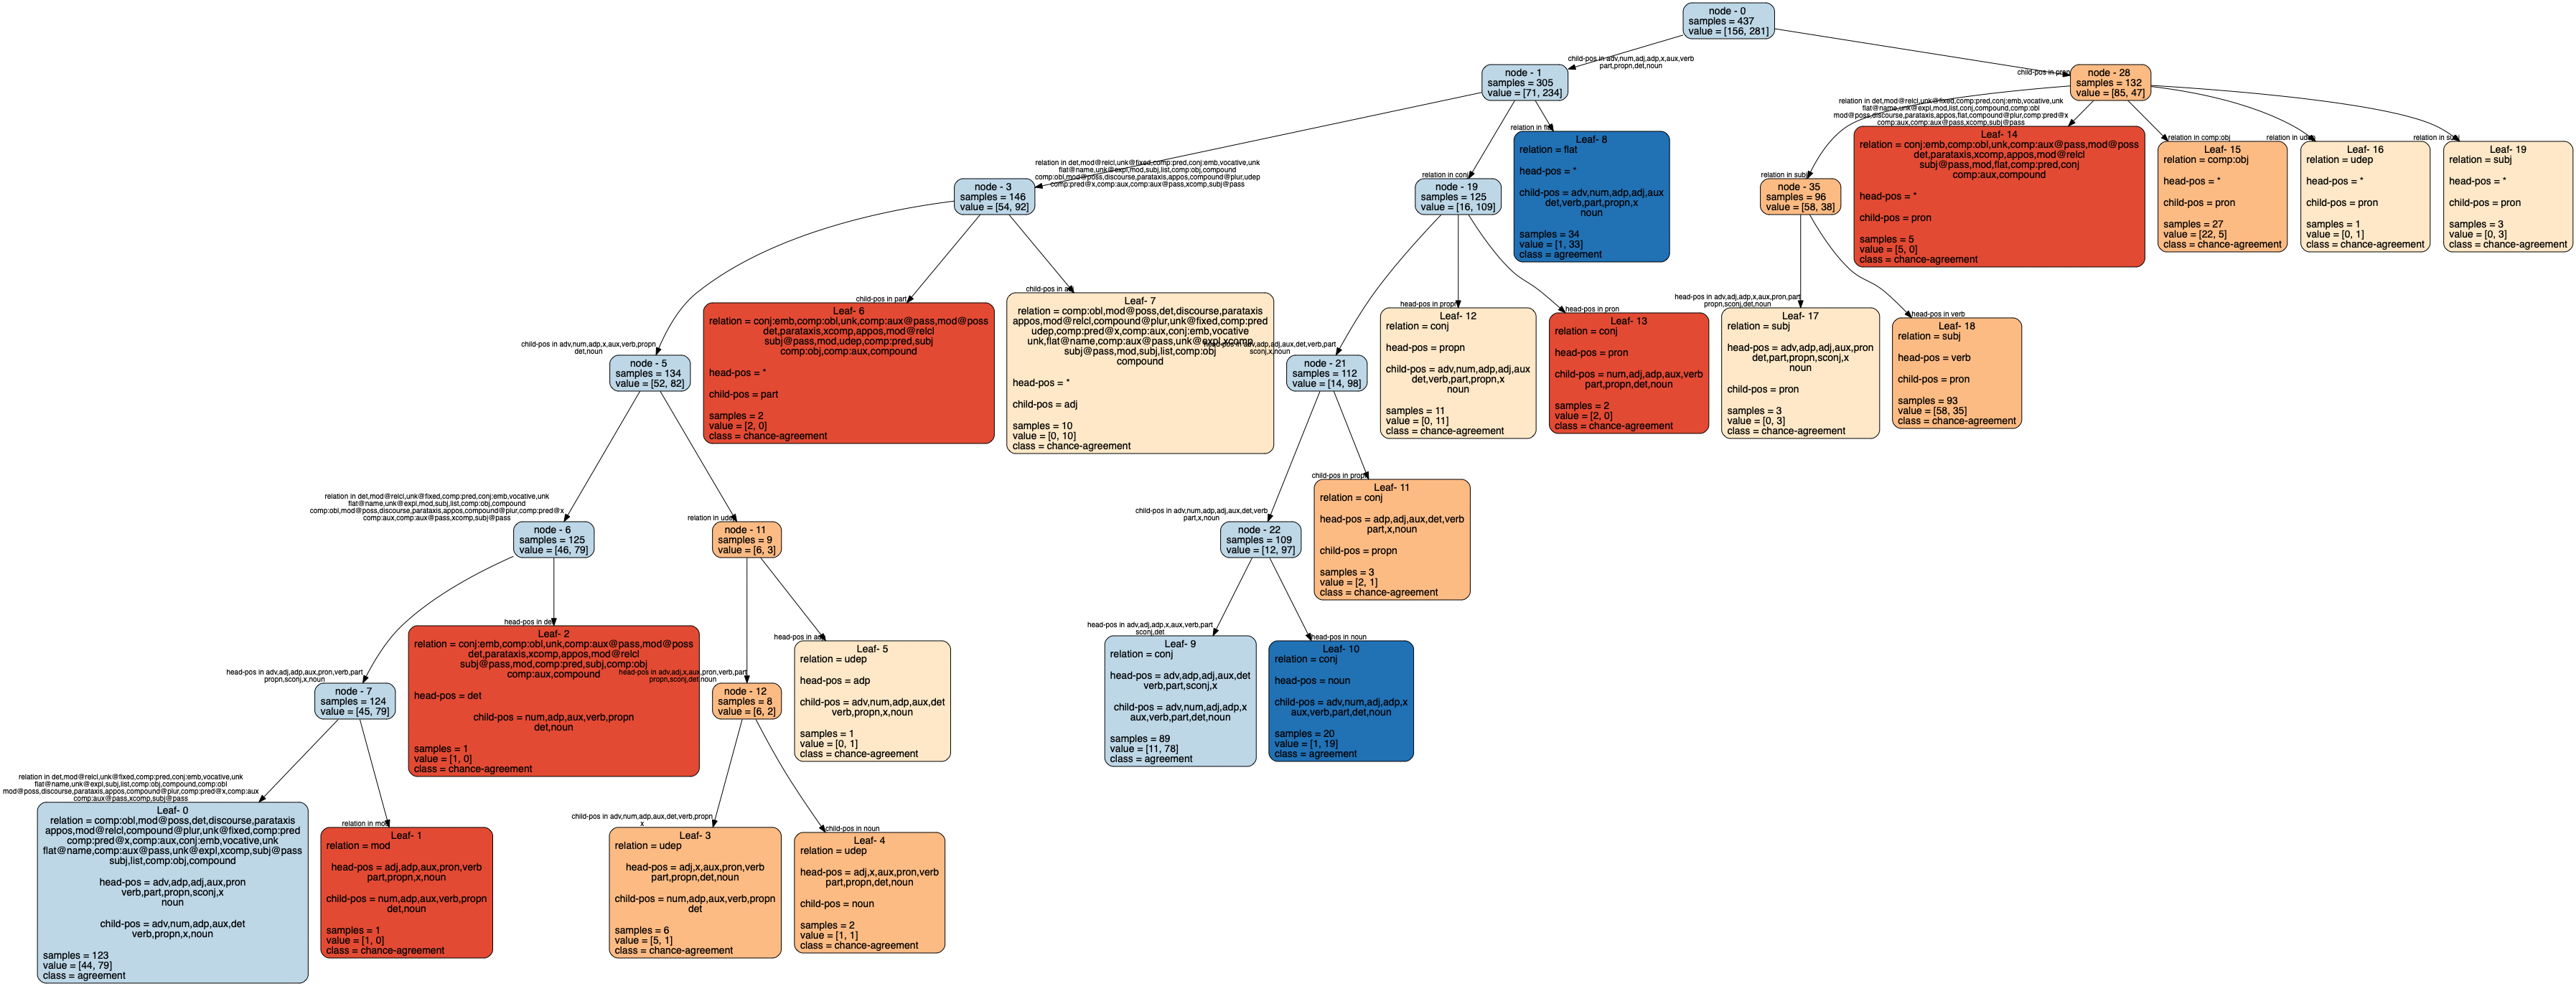 node - 0
samples = 437
value = [156, 281]
child-pos in adv,num,adj,adp,x,aux,verb
part,propn,det,noun
node - 1
samples = 305
value = [71, 234]
node - 28
samples = 132
value = [85, 47]
relation in det,mod@relcl,unk@fixed,comp:pred,conj:emb,vocative,unk
flat@name,unk@expl,mod,list,conj,compound,comp:obl
mod@poss,discourse,parataxis,appos,flat,compound@plur,comp:pred@x
comp:aux,comp:aux@pass,xcomp,subj@pass
Leaf- 8
relation = flat
head-pos = *
child-pos = adv,num,adp,adj,aux
det,verb,part,propn,x
noun
samples = 34
value = [1, 33]
class = agreement
Leaf- 14
relation = conj:emb,comp:obl,unk,comp:aux@pass,mod@poss
det,parataxis,xcomp,appos,mod@relcl
subj@pass,mod,flat,comp:pred,conj
comp:aux,compound
head-pos = *
child-pos = pron
samples = 5
value = [5, 0]
class = chance-agreement
relation in comp:obj
Leaf- 15
relation = comp:obj
head-pos = *
child-pos = pron
samples = 27
value = [22, 5]
class = chance-agreement
Leaf- 16
relation = udep
head-pos = *
child-pos = pron
samples = 1
value = [0, 1]
class = chance-agreement
Leaf- 19
relation = subj
head-pos = *
child-pos = pron
samples = 3
value = [0, 3]
class = chance-agreement
relation in det,mod@relcl,unk@fixed,comp:pred,conj:emb,vocative,unk
flat@name,unk@expl,mod,subj,list,comp:obj,compound
comp:obl,mod@poss,discourse,parataxis,appos,compound@plur,udep
comp:pred@x,comp:aux,comp:aux@pass,xcomp,subj@pass
node - 3
samples = 146
value = [54, 92]
relation in conj
node - 19
samples = 125
value = [16, 109]
node - 35
samples = 96
value = [58, 38]
child-pos in part
Leaf- 6
relation = conj:emb,comp:obl,unk,comp:aux@pass,mod@poss
det,parataxis,xcomp,appos,mod@relcl
subj@pass,mod,udep,comp:pred,subj
comp:obj,comp:aux,compound
head-pos = *
child-pos = part
samples = 2
value = [2, 0]
class = chance-agreement
Leaf- 7
relation = comp:obl,mod@poss,det,discourse,parataxis
appos,mod@relcl,compound@plur,unk@fixed,comp:pred
udep,comp:pred@x,comp:aux,conj:emb,vocative
unk,flat@name,comp:aux@pass,unk@expl,xcomp
subj@pass,mod,subj,list,comp:obj
compound
head-pos = *
child-pos = adj
samples = 10
value = [0, 10]
class = chance-agreement
head-pos in propn
Leaf- 12
relation = conj
head-pos = propn
child-pos = adv,num,adp,adj,aux
det,verb,part,propn,x
noun
samples = 11
value = [0, 11]
class = chance-agreement
head-pos in pron
Leaf- 13
relation = conj
head-pos = pron
child-pos = num,adj,adp,aux,verb
part,propn,det,noun
samples = 2
value = [2, 0]
class = chance-agreement
head-pos in adv,adj,adp,x,aux,pron,part
propn,sconj,det,noun
Leaf- 17
relation = subj
head-pos = adv,adp,adj,aux,pron
det,part,propn,sconj,x
noun
child-pos = pron
samples = 3
value = [0, 3]
class = chance-agreement
head-pos in verb
Leaf- 18
relation = subj
head-pos = verb
child-pos = pron
samples = 93
value = [58, 35]
class = chance-agreement
child-pos in adv,num,adp,x,aux,verb,propn
det,noun
node - 5
samples = 134
value = [52, 82]
sconj,x,noun
node - 21
samples = 112
value = [14, 98]
relation in det,mod@relcl,unk@fixed,comp:pred,conj:emb,vocative,unk
flat@name,unk@expl,mod,subj,list,comp:obj,compound
comp:obl,mod@poss,discourse,parataxis,appos,compound@plur,comp:pred@x
comp:aux,comp:aux@pass,xcomp,subj@pass
node - 6
samples = 125
value = [46, 79]
node - 11
samples = 9
value = [6, 3]
child-pos in adv,num,adp,adj,aux,det,verb
part,x,noun
node - 22
samples = 109
value = [12, 97]
child-pos in propn
Leaf- 11
relation = conj
head-pos = adp,adj,aux,det,verb
part,x,noun
child-pos = propn
samples = 3
value = [2, 1]
class = chance-agreement
head-pos in adv,adj,adp,aux,pron,verb,part
propn,sconj,x,noun
node - 7
samples = 124
value = [45, 79]
head-pos in det
Leaf- 2
relation = conj:emb,comp:obl,unk,comp:aux@pass,mod@poss
det,parataxis,xcomp,appos,mod@relcl
subj@pass,mod,comp:pred,subj,comp:obj
comp:aux,compound
head-pos = det
child-pos = num,adp,aux,verb,propn
det,noun
samples = 1
value = [1, 0]
class = chance-agreement
head-pos in adv,adj,x,aux,pron,verb,part
propn,sconj,det,noun
node - 12
samples = 8
value = [6, 2]
Leaf- 5
relation = udep
head-pos = adp
child-pos = adv,num,adp,aux,det
verb,propn,x,noun
samples = 1
value = [0, 1]
class = chance-agreement
head-pos in adv,adj,adp,x,aux,verb,part
sconj,det
Leaf- 9
relation = conj
head-pos = adv,adp,adj,aux,det
verb,part,sconj,x
child-pos = adv,num,adj,adp,x
aux,verb,part,det,noun
samples = 89
value = [11, 78]
class = agreement
head-pos in noun
Leaf- 10
relation = conj
head-pos = noun
child-pos = adv,num,adj,adp,x
aux,verb,part,det,noun
samples = 20
value = [1, 19]
class = agreement
relation in det,mod@relcl,unk@fixed,comp:pred,conj:emb,vocative,unk
flat@name,unk@expl,subj,list,comp:obj,compound,comp:obl
mod@poss,discourse,parataxis,appos,compound@plur,comp:pred@x,comp:aux
comp:aux@pass,xcomp,subj@pass
Leaf- 0
relation = comp:obl,mod@poss,det,discourse,parataxis
appos,mod@relcl,compound@plur,unk@fixed,comp:pred
comp:pred@x,comp:aux,conj:emb,vocative,unk
flat@name,comp:aux@pass,unk@expl,xcomp,subj@pass
subj,list,comp:obj,compound
head-pos = adv,adp,adj,aux,pron
verb,part,propn,sconj,x
noun
child-pos = adv,num,adp,aux,det
verb,propn,x,noun
samples = 123
value = [44, 79]
class = agreement
relation in mod
Leaf- 1
relation = mod
head-pos = adj,adp,aux,pron,verb
part,propn,x,noun
child-pos = num,adp,aux,verb,propn
det,noun
samples = 1
value = [1, 0]
class = chance-agreement
child-pos in adv,num,adp,aux,det,verb,propn
x
Leaf- 3
relation = udep
head-pos = adj,x,aux,pron,verb
part,propn,det,noun
child-pos = num,adp,aux,verb,propn
det
samples = 6
value = [5, 1]
class = chance-agreement
child-pos in noun
Leaf- 4
relation = udep
head-pos = adj,x,aux,pron,verb
part,propn,det,noun
child-pos = noun
samples = 2
value = [1, 1]
class = chance-agreement